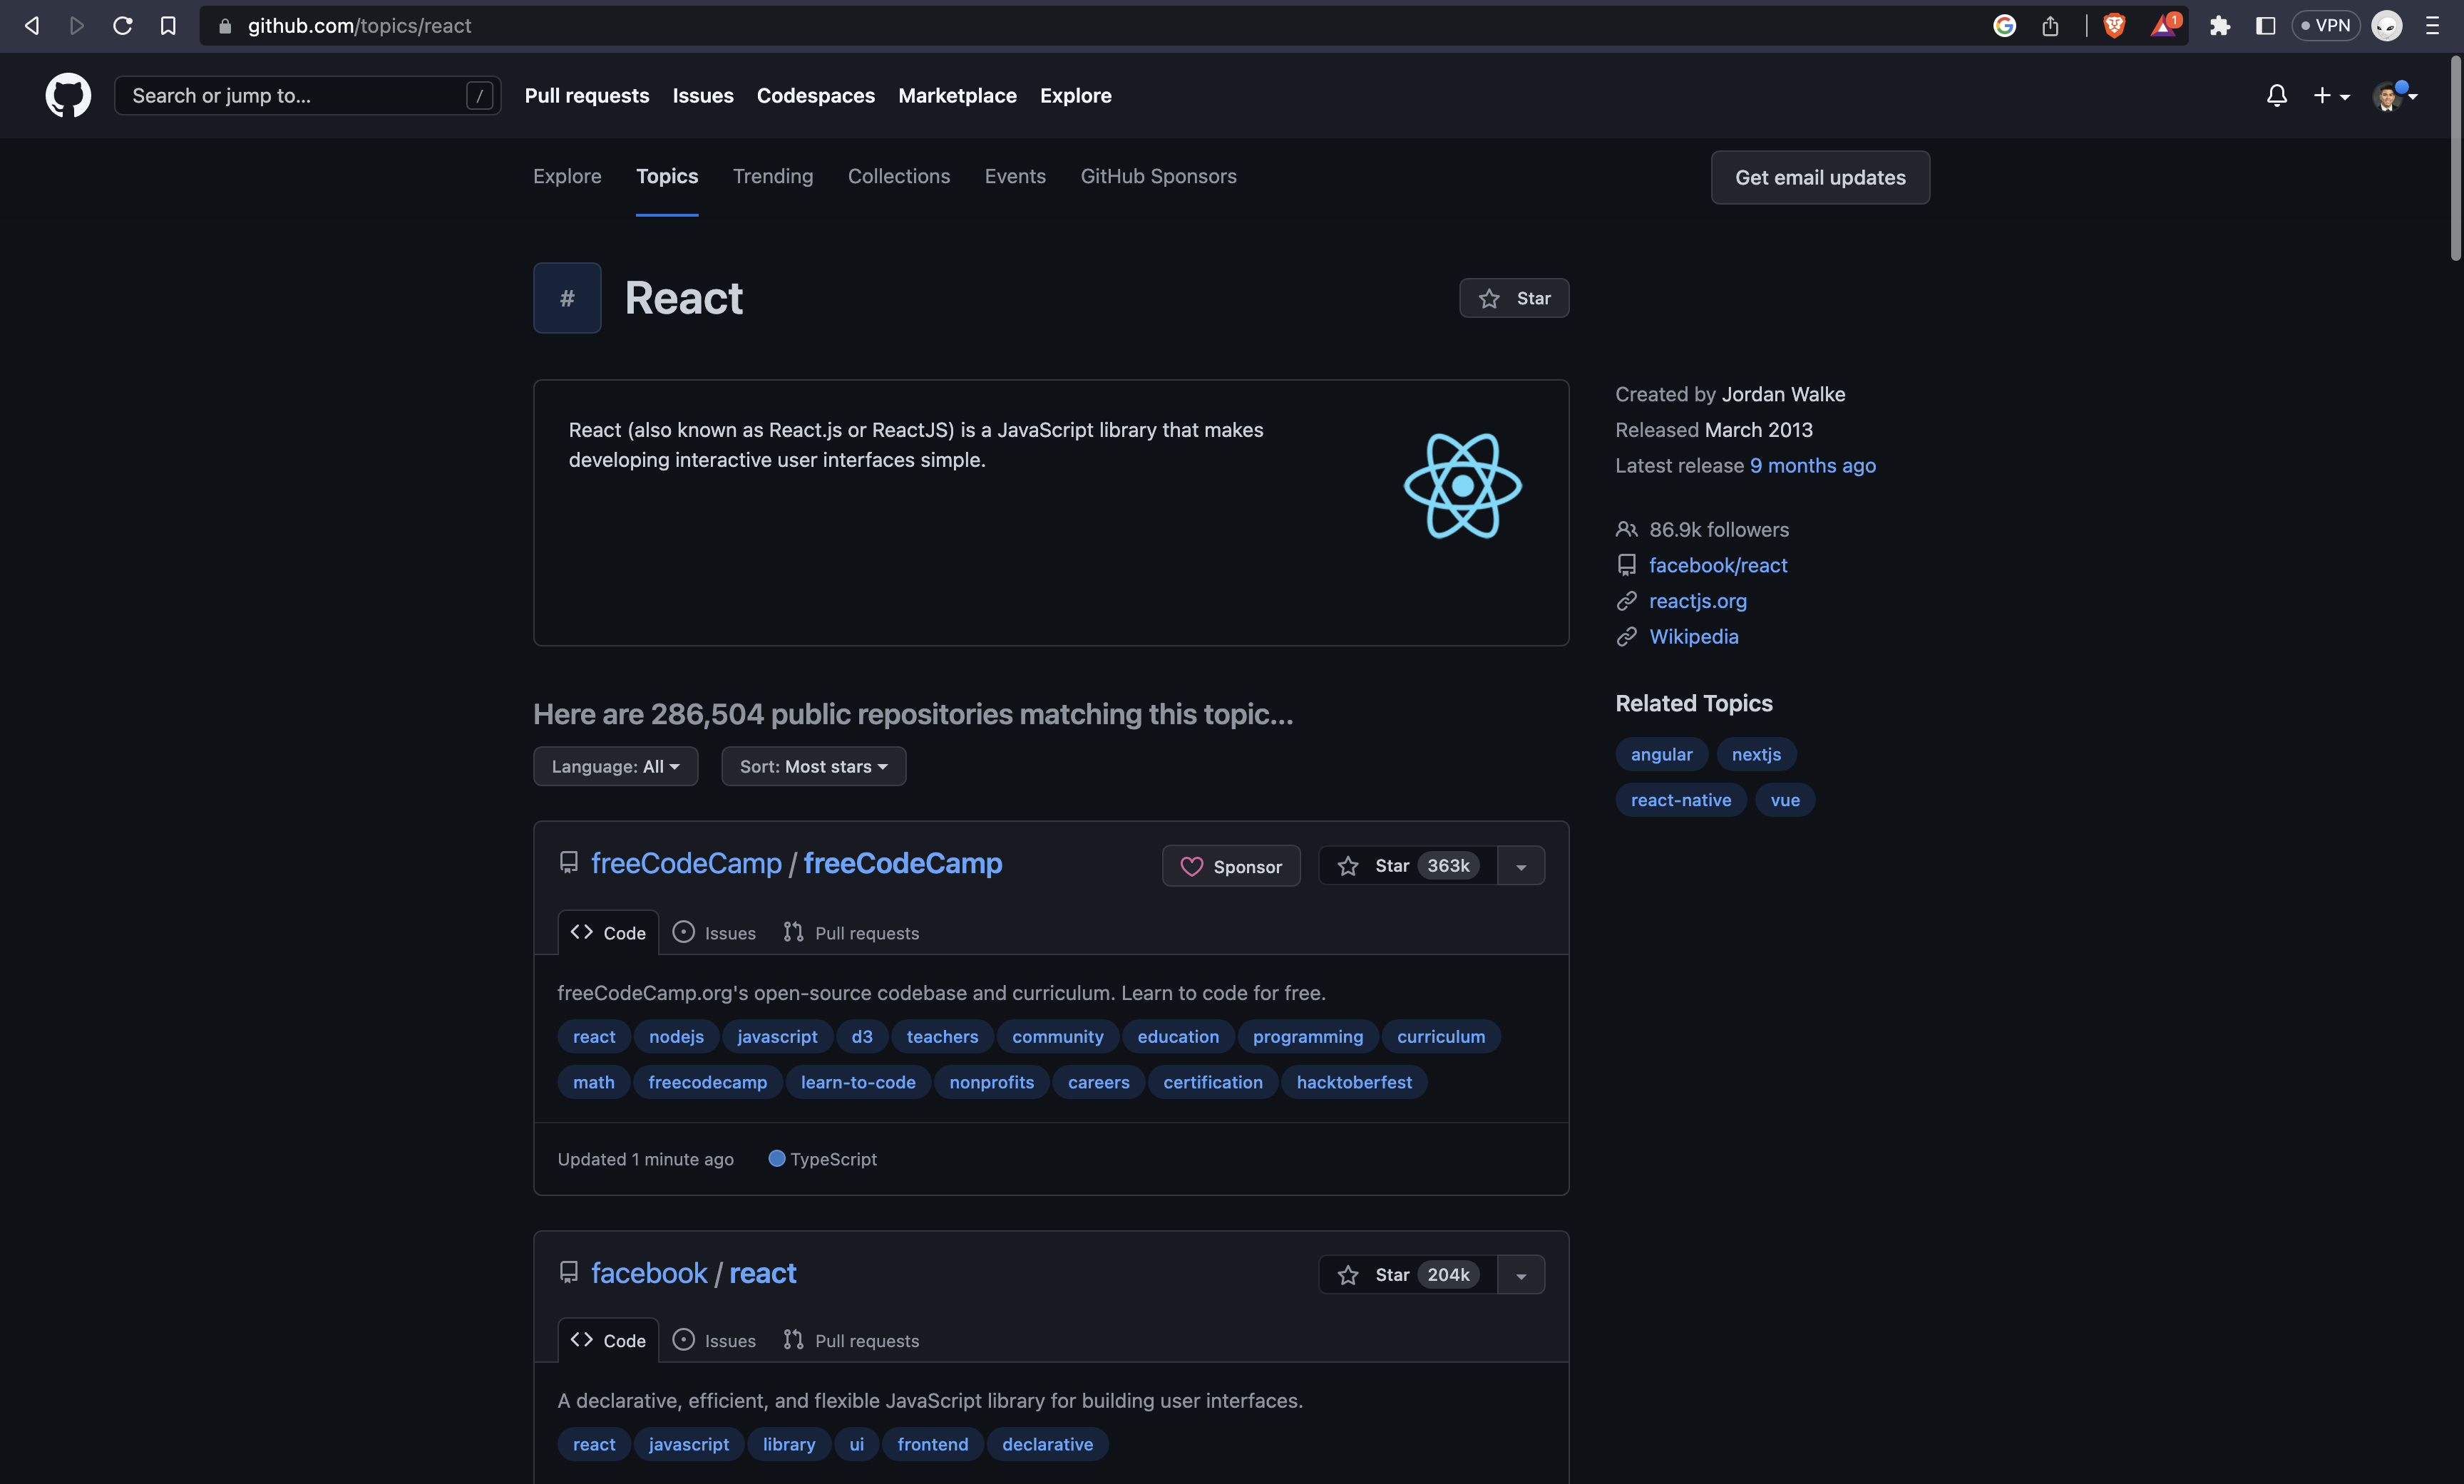 github.com/topics/react
1
VPN
Search or jump to...
/
Pull requests Issues Codespaces Marketplace Explore
Explore Topics Trending Collections Events GitHub Sponsors
Get email updates
# React
Star
React (also known as React.js or ReactJS) is a JavaScript library that makes
developing interactive user interfaces simple.
Created by Jordan Walke
Released March 2013
Latest release 9 months ago
86.9k followers
facebook/react
reactjs.org
Wikipedia
Related Topics
angular nextjs
react-native vue
Here are 286,504 public repositories matching this topic...
Language: All Sort: Most stars
freeCodeCamp / freeCodeCamp
Sponsor Star 363k
Code Issues Pull requests
freeCodeCamp.org's open-source codebase and curriculum. Learn to code for free.
react nodejs javascript d3 teachers community education programming curriculum
math freecodecamp learn-to-code nonprofits careers certification hacktoberfest
Updated 1 minute ago TypeScript
facebook / react
Star 204k
Code Issues Pull requests
A declarative, efficient, and flexible JavaScript library for building user interfaces.
react javascript library ui frontend declarative